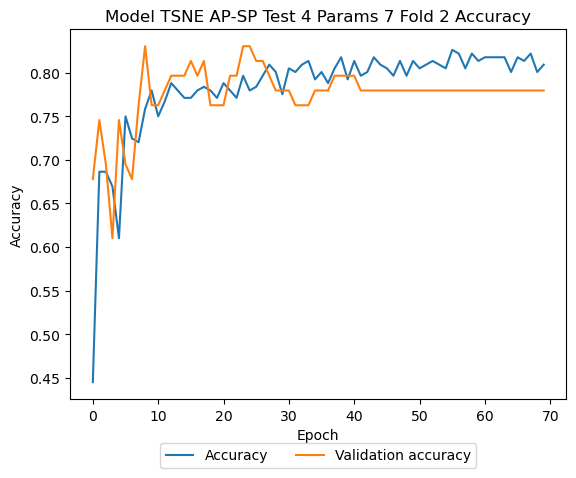 Model TSNE AP-SP Test 4 Params 7 Fold 2 Accuracy
0.80
0.75
0.70
0.65
0.60
0.55
0.50
0.45
Accuracy
0 10 20 30 40 50 60 70
Epoch
Accuracy Validation accuracy